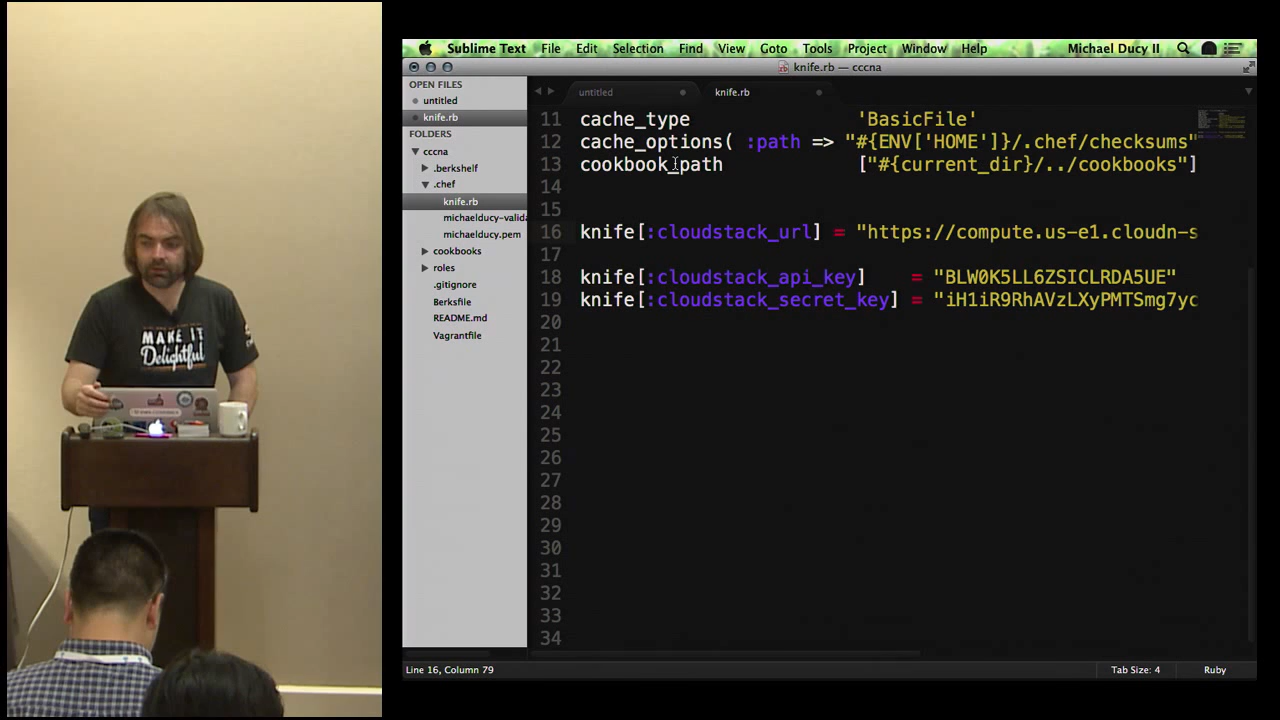 MAKE IT
Delightful
Sublime Text File Edit Selection Find View Goto Tools Project Window Help Michael Ducy II
knife.rb — cccna
OPEN FILES
untitled
knife.rb
FOLDERS
cccna
.berkshelf
.chef
knife.rb
michaelducy-valida
michaelducy.pem
cookbooks
roles
.gitignore
Berksfile
README.md
Vagrantfile
untitled knife.rb
11 cache_type 'BasicFile'
12 cache_options( :path => "#{ENV['HOME']}/.chef/checksums"
13 cookbook_path ["#{current_dir}/../cookbooks"]
14
15
16 knife[:cloudstack_url] = "https://compute.us-e1.cloudn-s
17
18 knife[:cloudstack_api_key] = "BLW0K5LL6ZSICLRDA5UE"
19 knife[:cloudstack_secret_key] = "iH1iR9RhAVzLXyPMTSmg7yc
20
21
22
23
24
25
26
27
28
29
30
31
32
33
34
Line 16, Column 79 Tab Size: 4 Ruby